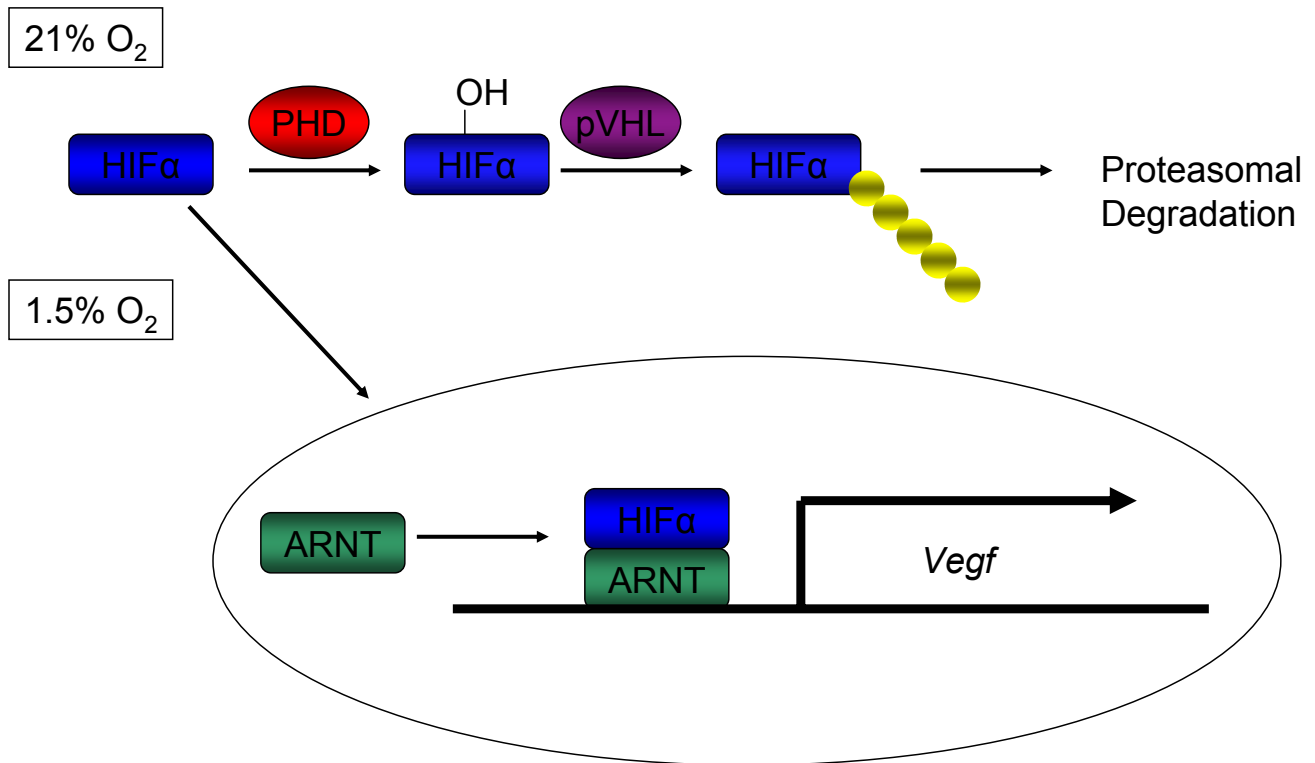 21% O₂
OH
PHD
pVHL
HIFα
HIFα
HIFα
Proteasomal
Degradation
1.5% O₂
HIFα
ARNT
ARNT
Vegf